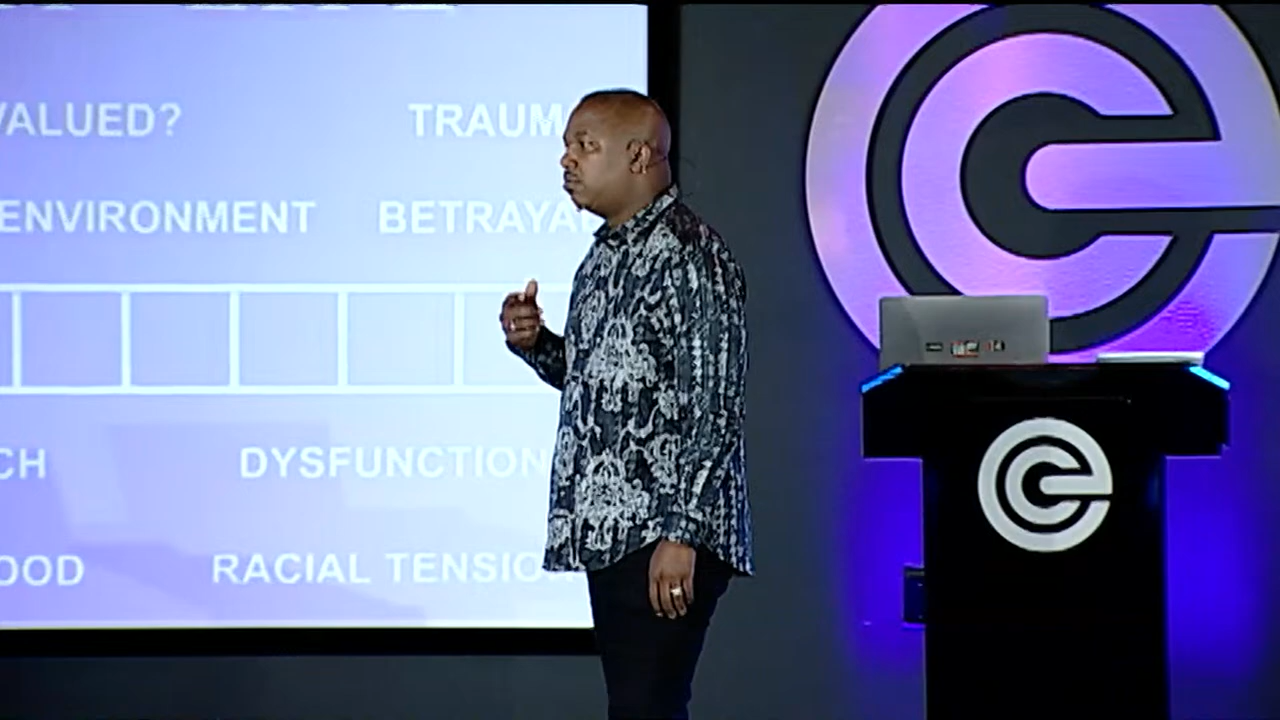 VALUED? TRAUM
ENVIRONMENT BETRAYA
CH DYSFUNCTION
OOD RACIAL TENSIO